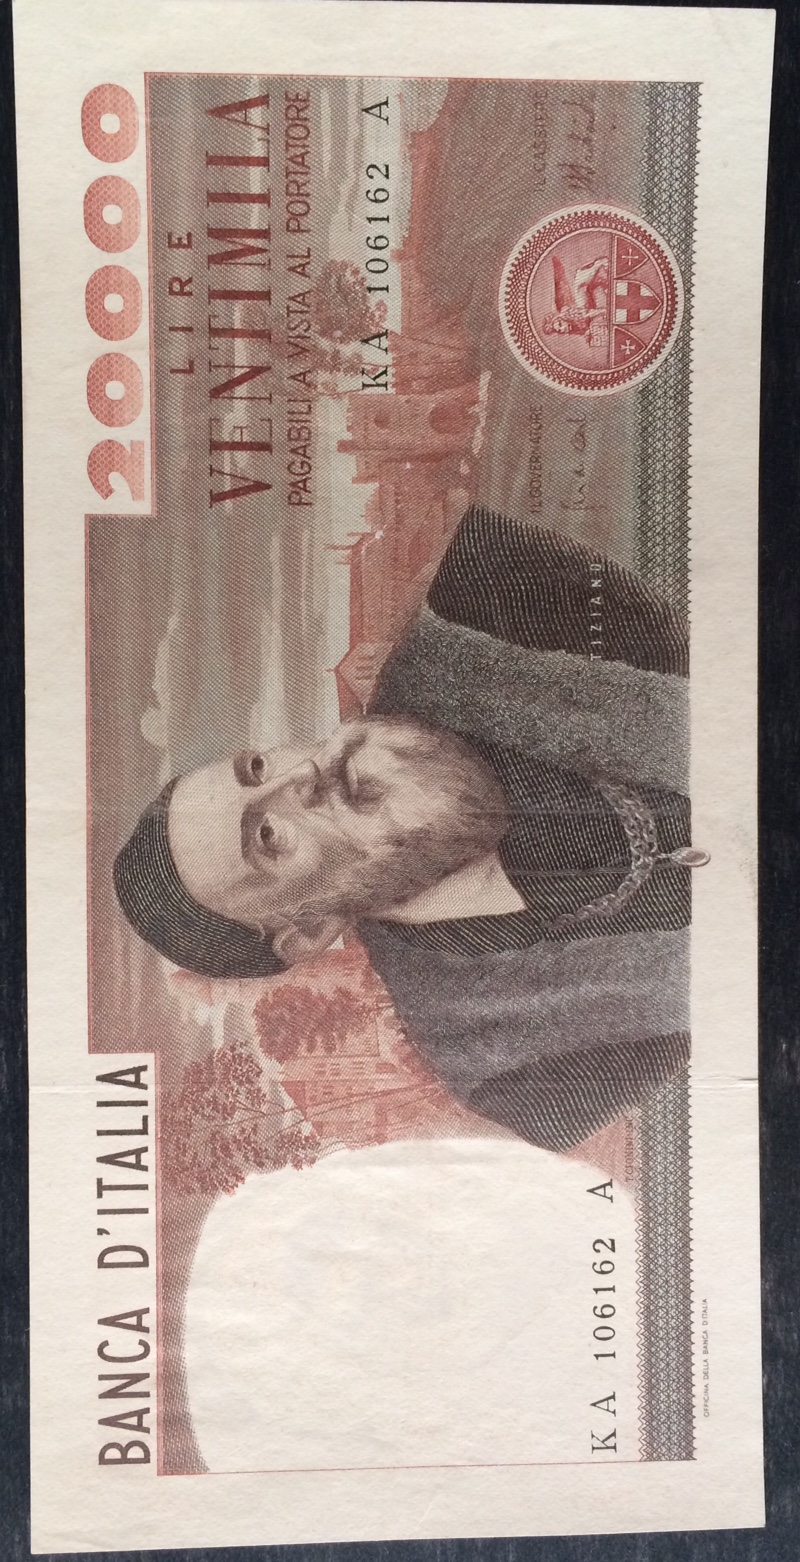 BANCA D'ITALIA
20000
LIRE
VENTIMILA
PAGABILI A VISTA AL PORTATORE
KA 106162 A
IL GOVERNATORE
IL CASSIERE
TIZIANO
KA 106162 A
OFFICINA DELLA BANCA D'ITALIA